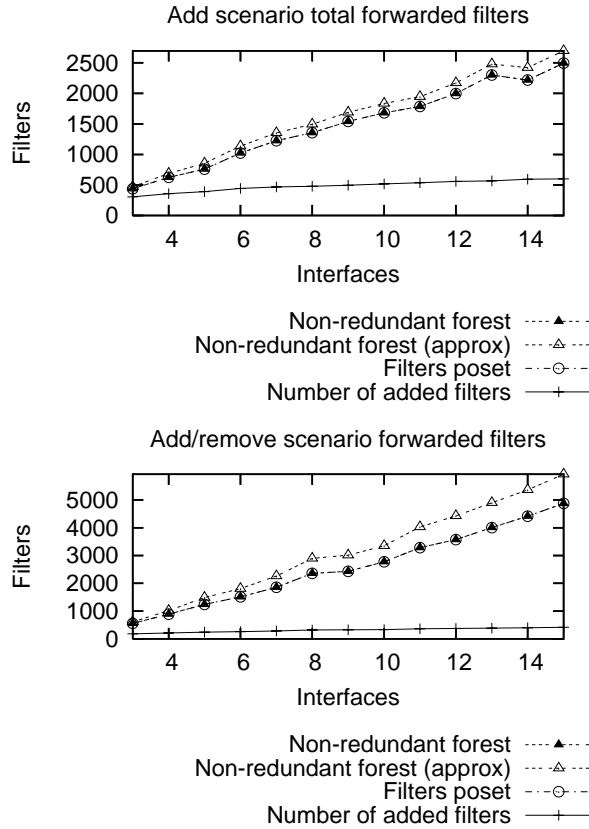 Add scenario total forwarded filters
2500
2000
1500
1000
500
0
Filters
4 6 8 10 12 14
Interfaces
Non-redundant forest
Non-redundant forest (approx)
Filters poset
Number of added filters
Add/remove scenario forwarded filters
5000
4000
3000
2000
1000
0
Filters
4 6 8 10 12 14
Interfaces
Non-redundant forest
Non-redundant forest (approx)
Filters poset
Number of added filters